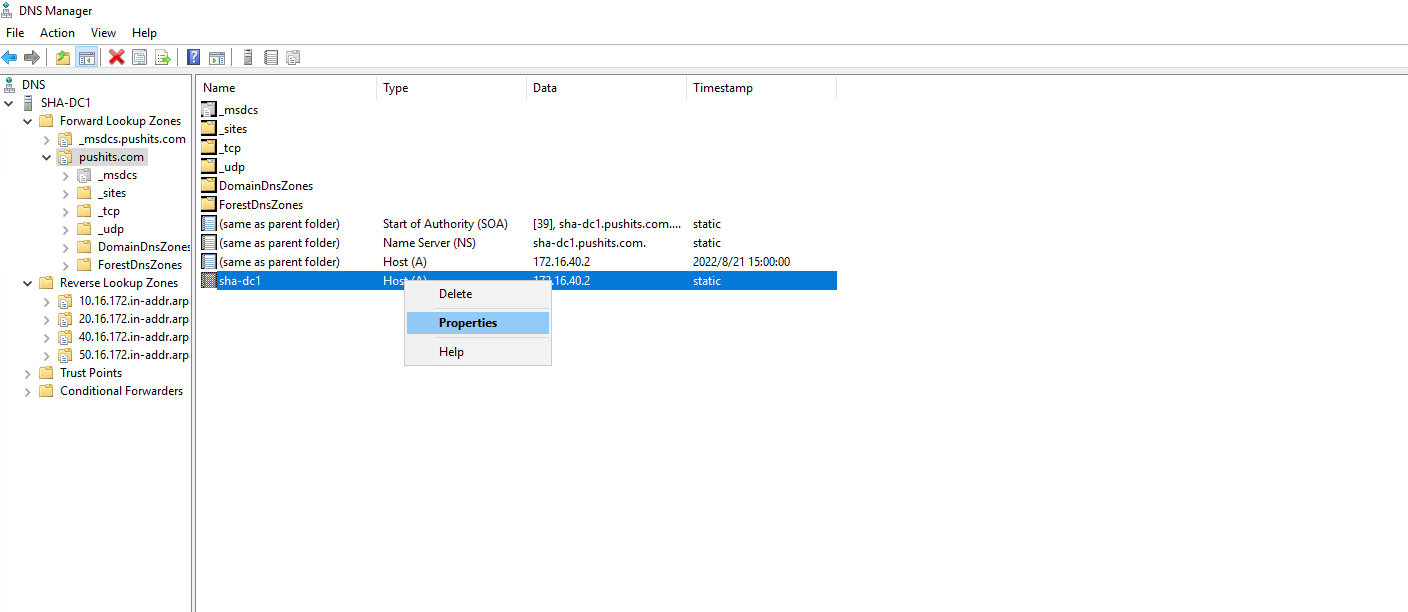 DNS Manager
File Action View Help
DNS
SHA-DC1
Forward Lookup Zones
_msdcs.pushits.com
pushits.com
_msdcs
_sites
_tcp
_udp
DomainDnsZones
ForestDnsZones
Reverse Lookup Zones
10.16.172.in-addr.arp
20.16.172.in-addr.arp
40.16.172.in-addr.arp
50.16.172.in-addr.arp
Trust Points
Conditional Forwarders
Name Type Data Timestamp
_msdcs
_sites
_tcp
_udp
DomainDnsZones
ForestDnsZones
(same as parent folder) Start of Authority (SOA) [39], sha-dc1.pushits.com.... static
(same as parent folder) Name Server (NS) sha-dc1.pushits.com. static
(same as parent folder) Host (A) 172.16.40.2 2022/8/21 15:00:00
sha-dc1 Host (A) 172.16.40.2 static
Delete
Properties
Help